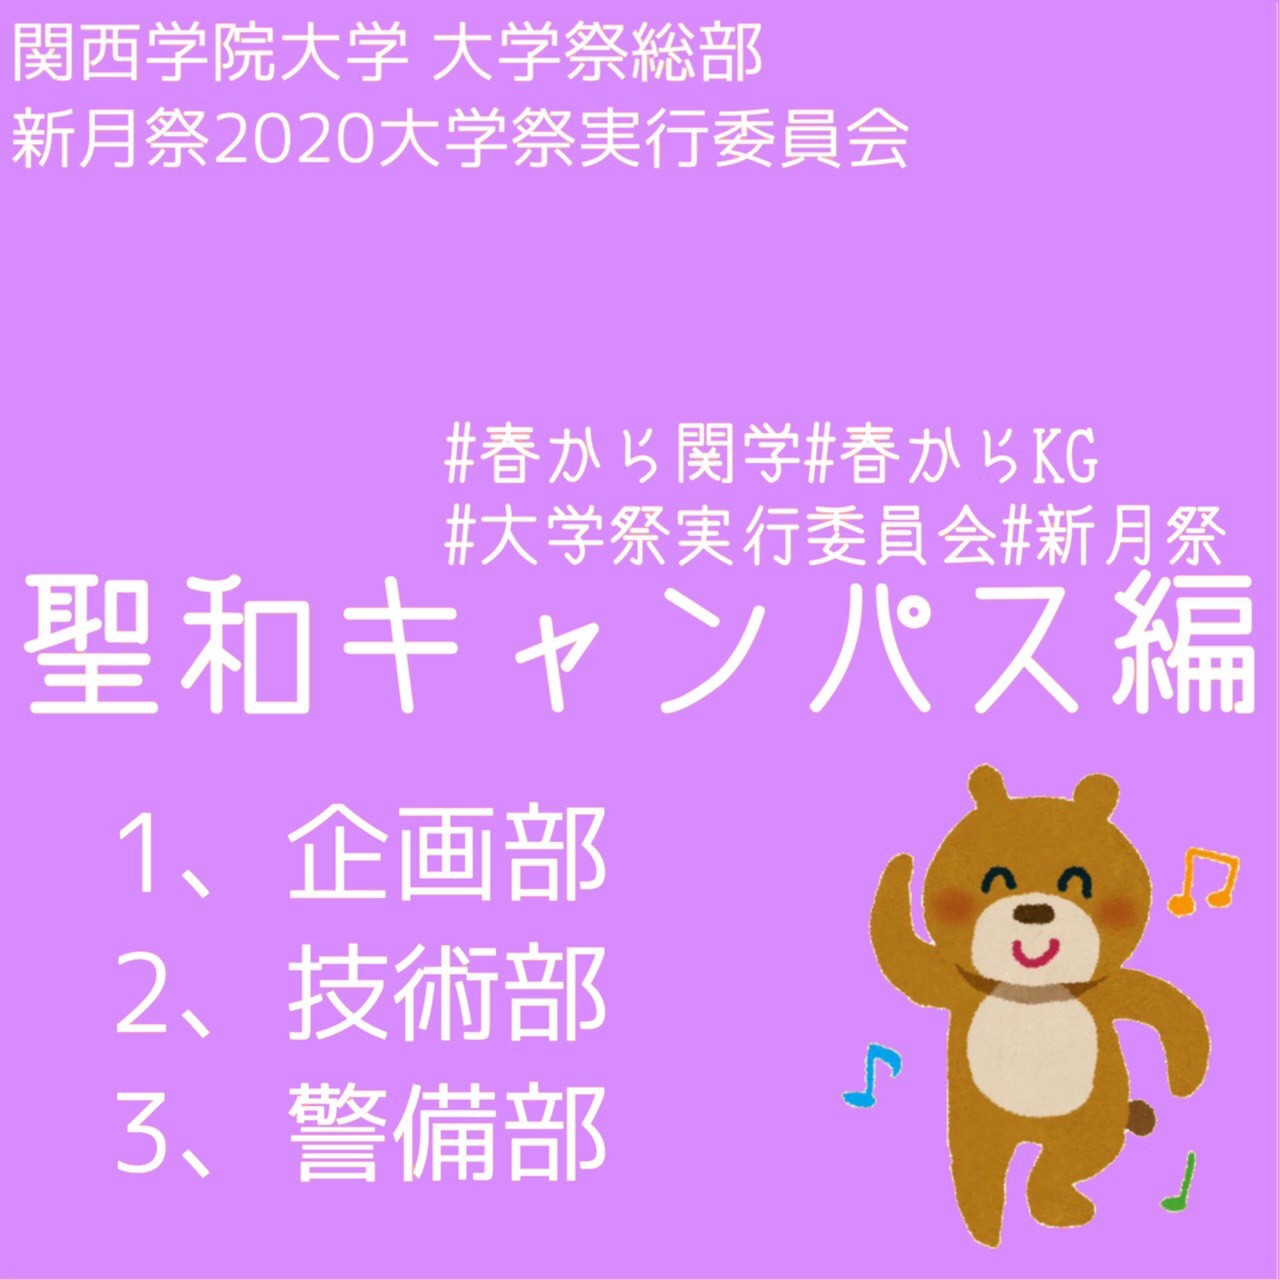 関西学院大学 大学祭総部
新月祭2020大学祭実行委員会
#春から関学#春からKG
#大学祭実行委員会#新月祭
聖和キャンパス編
1、企画部
2、技術部
3、警備部